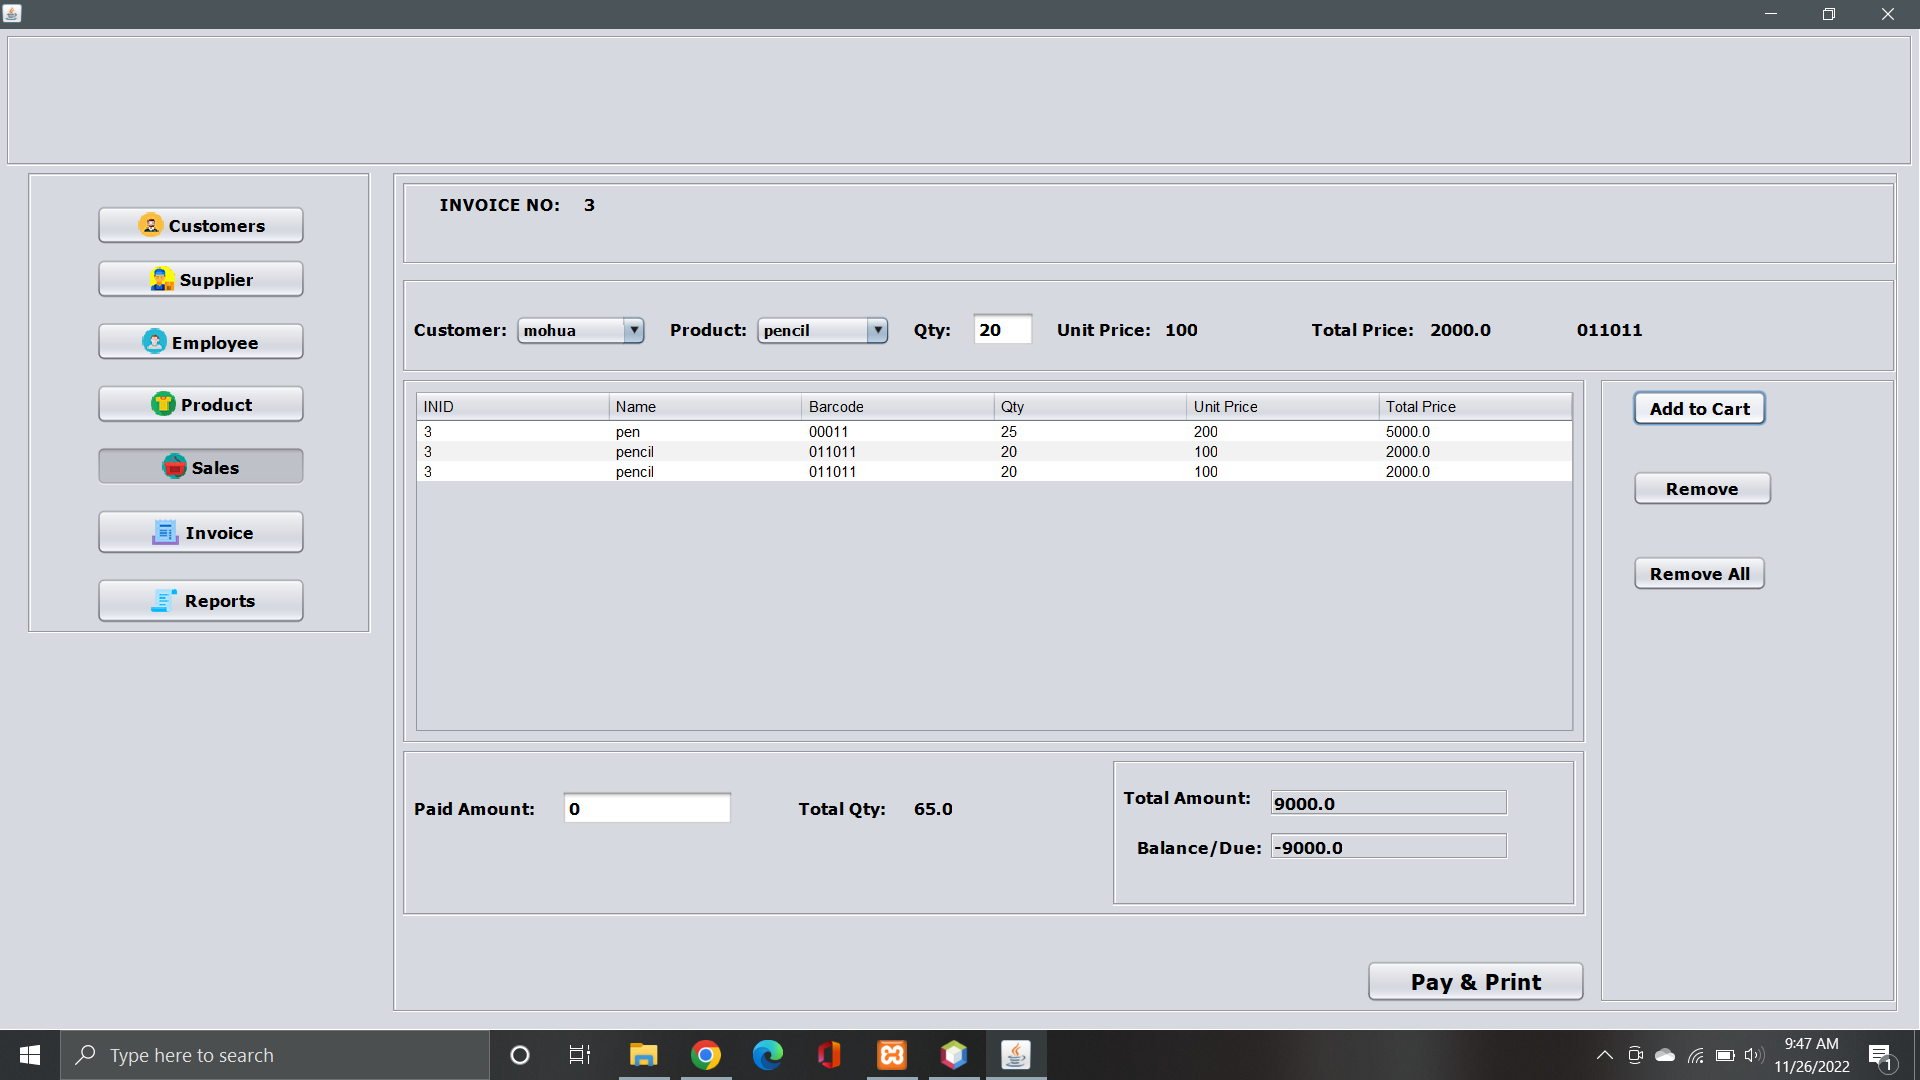 Customers
Supplier
Employee
Product
Sales
Invoice
Reports
INVOICE NO: 3
Customer: mohua Product: pencil Qty: 20 Unit Price: 100 Total Price: 2000.0 011011
INID Name Barcode Qty Unit Price Total Price
3 pen 00011 25 200 5000.0
3 pencil 011011 20 100 2000.0
3 pencil 011011 20 100 2000.0
Add to Cart
Remove
Remove All
Paid Amount: 0 Total Qty: 65.0
Total Amount: 9000.0
Balance/Due: -9000.0
Pay & Print
Type here to search
9:47 AM
11/26/2022
1